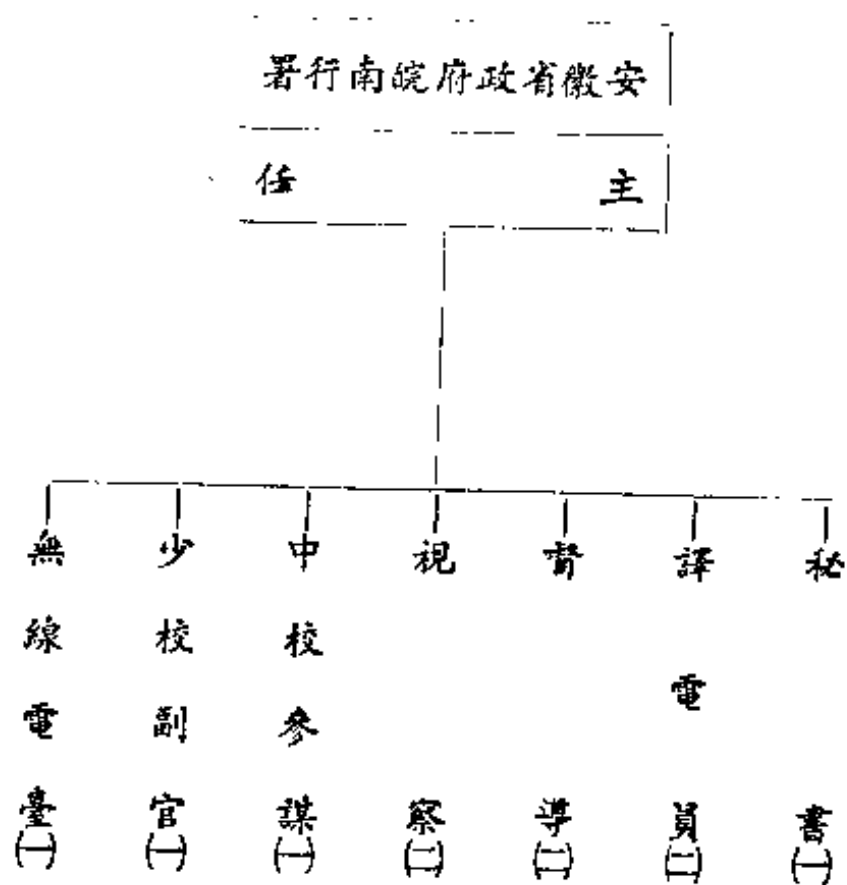 安徽省政府皖南行署
主任
秘書(一)
譯電員(二)
督導(二)
視察(二)
中校參謀(一)
少校副官(一)
無線電臺(一)